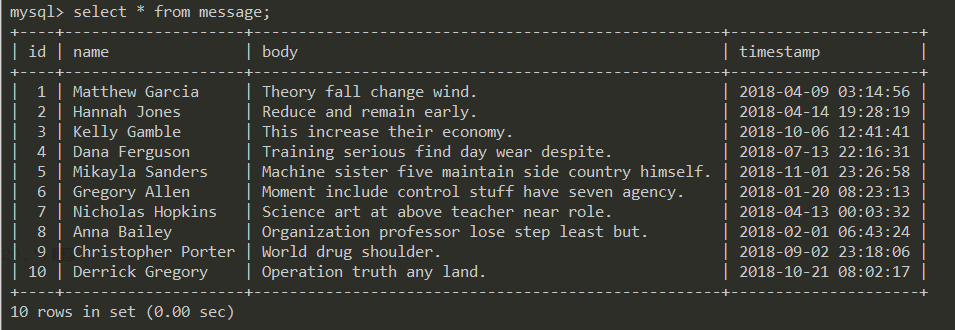 mysql> select * from message;
+----+--------------------+----------------------------------------------------+---------------------+
| id | name               | body                                               | timestamp           |
+----+--------------------+----------------------------------------------------+---------------------+
|  1 | Matthew Garcia     | Theory fall change wind.                           | 2018-04-09 03:14:56 |
|  2 | Hannah Jones       | Reduce and remain early.                           | 2018-04-14 19:28:19 |
|  3 | Kelly Gamble       | This increase their economy.                       | 2018-10-06 12:41:41 |
|  4 | Dana Ferguson      | Training serious find day wear despite.            | 2018-07-13 22:16:31 |
|  5 | Mikayla Sanders    | Machine sister five maintain side country himself. | 2018-11-01 23:26:58 |
|  6 | Gregory Allen      | Moment include control stuff have seven agency.    | 2018-01-20 08:23:13 |
|  7 | Nicholas Hopkins   | Science art at above teacher near role.            | 2018-04-13 00:03:32 |
|  8 | Anna Bailey        | Organization professor lose step least but.        | 2018-02-01 06:43:24 |
|  9 | Christopher Porter | World drug shoulder.                               | 2018-09-02 23:18:06 |
| 10 | Derrick Gregory    | Operation truth any land.                          | 2018-10-21 08:02:17 |
+----+--------------------+----------------------------------------------------+---------------------+
10 rows in set (0.00 sec)